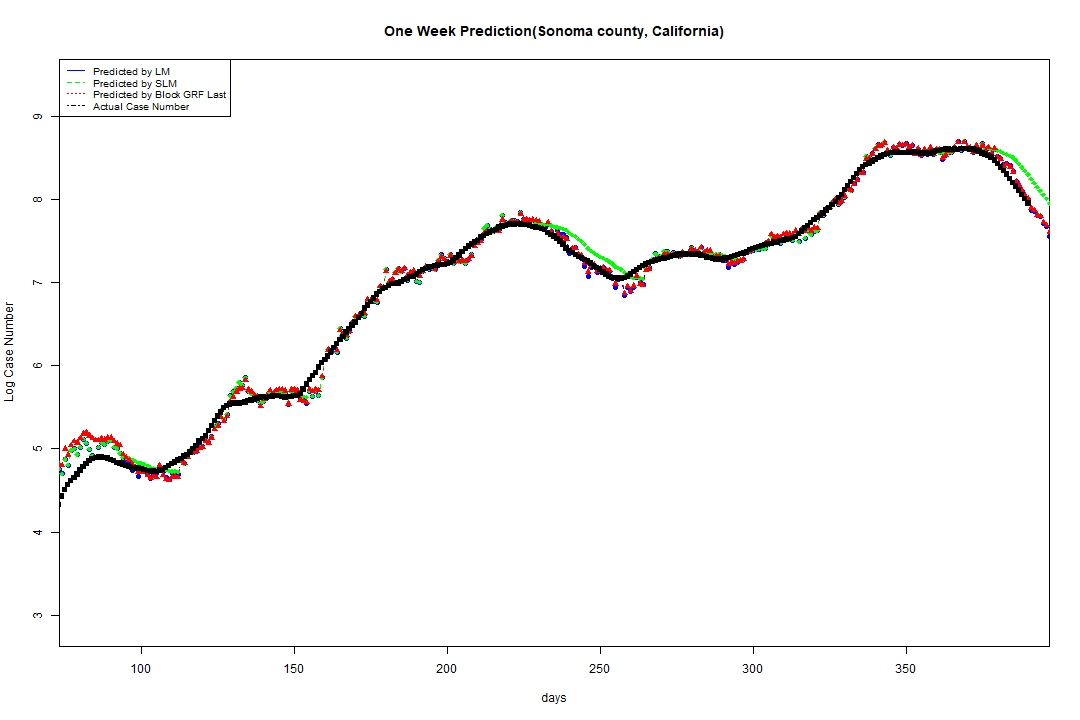 One Week Prediction(Sonoma county, California)
Predicted by LM
Predicted by SLM
Predicted by Block GRF Last
Actual Case Number
9
8
7
6
5
4
3
Log Case Number
100 150 200 250 300 350
days